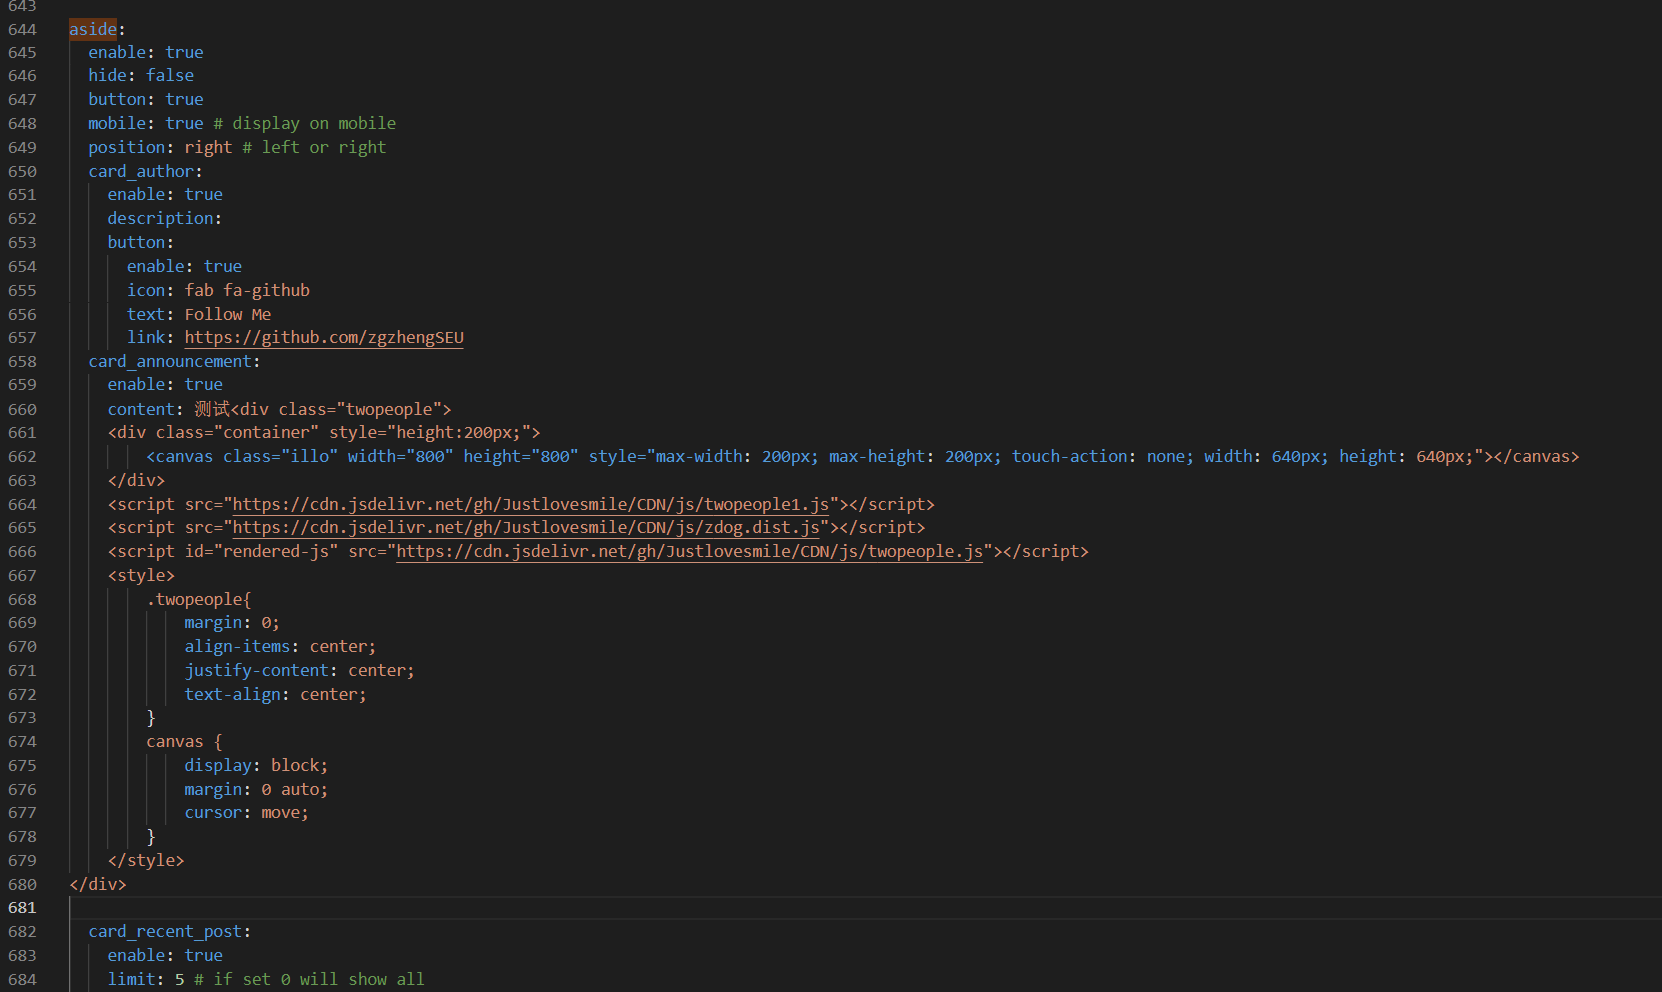 643
644 aside:
645 enable: true
646 hide: false
647 button: true
648 mobile: true # display on mobile
649 position: right # left or right
650 card_author:
651 enable: true
652 description:
653 button:
654 enable: true
655 icon: fab fa-github
656 text: Follow Me
657 link: https://github.com/zgzhengSEU
658 card_announcement:
659 enable: true
660 content: 测试<div class="twopeople">
661 <div class="container" style="height:200px;">
662 <canvas class="illo" width="800" height="800" style="max-width: 200px; max-height: 200px; touch-action: none; width: 640px; height: 640px;"></canvas>
663 </div>
664 <script src="https://cdn.jsdelivr.net/gh/Justlovesmile/CDN/js/twopeople1.js"></script>
665 <script src="https://cdn.jsdelivr.net/gh/Justlovesmile/CDN/js/zdog.dist.js"></script>
666 <script id="rendered-js" src="https://cdn.jsdelivr.net/gh/Justlovesmile/CDN/js/twopeople.js"></script>
667 <style>
668 .twopeople{
669 margin: 0;
670 align-items: center;
671 justify-content: center;
672 text-align: center;
673 }
674 canvas {
675 display: block;
676 margin: 0 auto;
677 cursor: move;
678 }
679 </style>
680 </div>
681
682 card_recent_post:
683 enable: true
684 limit: 5 # if set 0 will show all